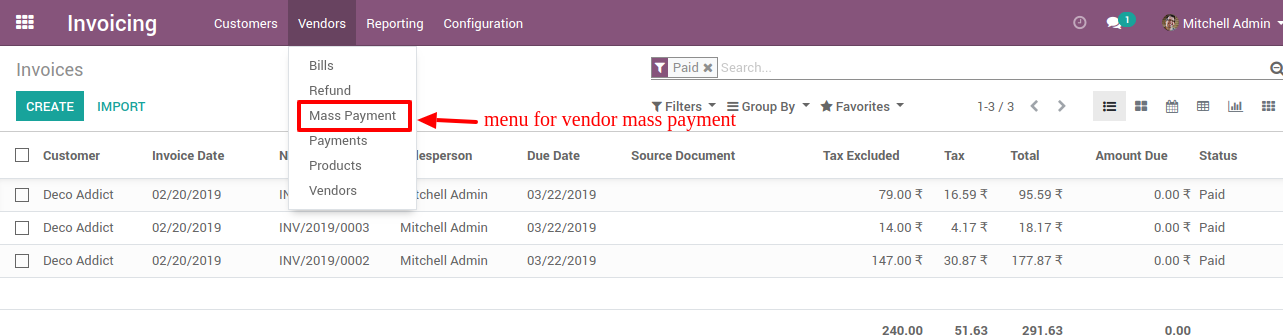 Invoicing Customers Vendors Reporting Configuration 1 Mitchell Admin
Invoices Paid Search...
Bills
Refund
CREATE IMPORT Filters Group By Favorites 1-3 / 3
Mass Payment menu for vendor mass payment
Payments
Customer Invoice Date Due Date Source Document Tax Excluded Tax Total Amount Due Status
Products
Vendors
Deco Addict 02/20/2019 Admin 03/22/2019 79.00 ₹ 16.59 ₹ 95.59 ₹ 0.00 ₹ Paid
Deco Addict 02/20/2019 INV/2019/0003 Mitchell Admin 03/22/2019 14.00 ₹ 4.17 ₹ 18.17 ₹ 0.00 ₹ Paid
Deco Addict 02/20/2019 INV/2019/0002 Mitchell Admin 03/22/2019 147.00 ₹ 30.87 ₹ 177.87 ₹ 0.00 ₹ Paid
240.00 51.63 291.63 0.00